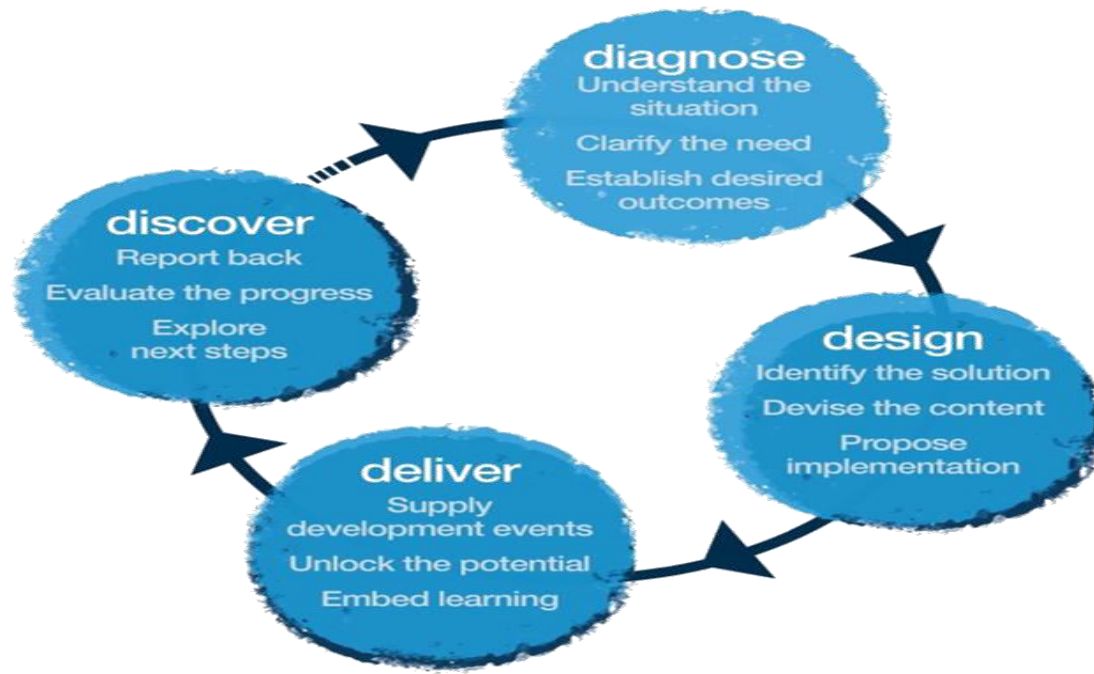 diagnose
Understand the
situation
Clarify the need
Establish desired
outcomes
design
Identify the solution
Devise the content
Propose
implementation
deliver
Supply
development events
Unlock the potential
Embed learning
discover
Report back
Evaluate the progress
Explore
next steps